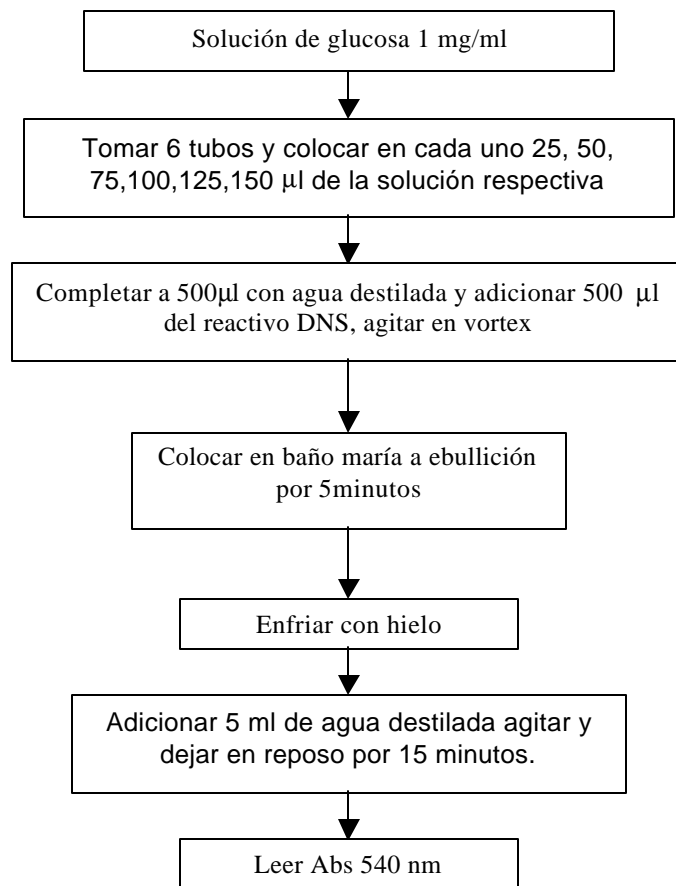 Solución de glucosa 1 mg/ml
Tomar 6 tubos y colocar en cada uno 25, 50,
75,100,125,150 µl de la solución respectiva
Completar a 500µl con agua destilada y adicionar 500 µl
del reactivo DNS, agitar en vortex
Colocar en baño maría a ebullición
por 5minutos
Enfriar con hielo
Adicionar 5 ml de agua destilada agitar y
dejar en reposo por 15 minutos.
Leer Abs 540 nm